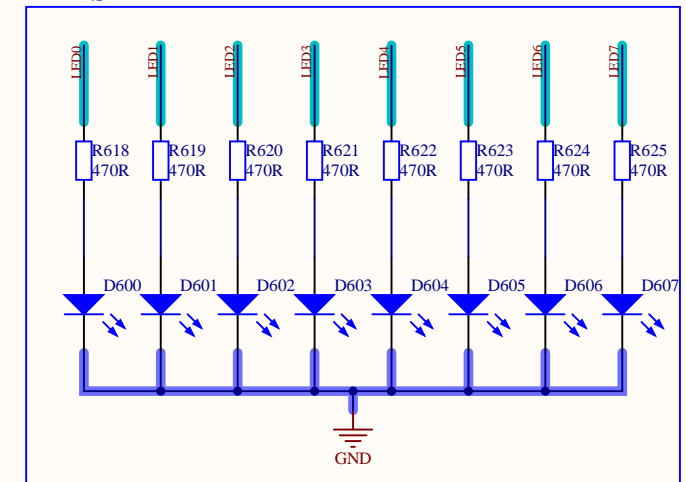 LED0
LED1
LED2
LED3
LED4
LED5
LED6
LED7
R618
470R
R619
470R
R620
470R
R621
470R
R622
470R
R623
470R
R624
470R
R625
470R
D600
D601
D602
D603
D604
D605
D606
D607
GND